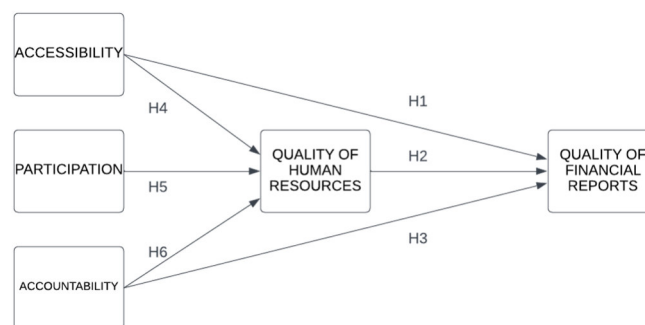 ACCESSIBILITY
H1
H4
PARTICIPATION
H5
QUALITY OF
HUMAN
RESOURCES
H2
QUALITY OF
FINANCIAL
REPORTS
H6
H3
ACCOUNTABILITY